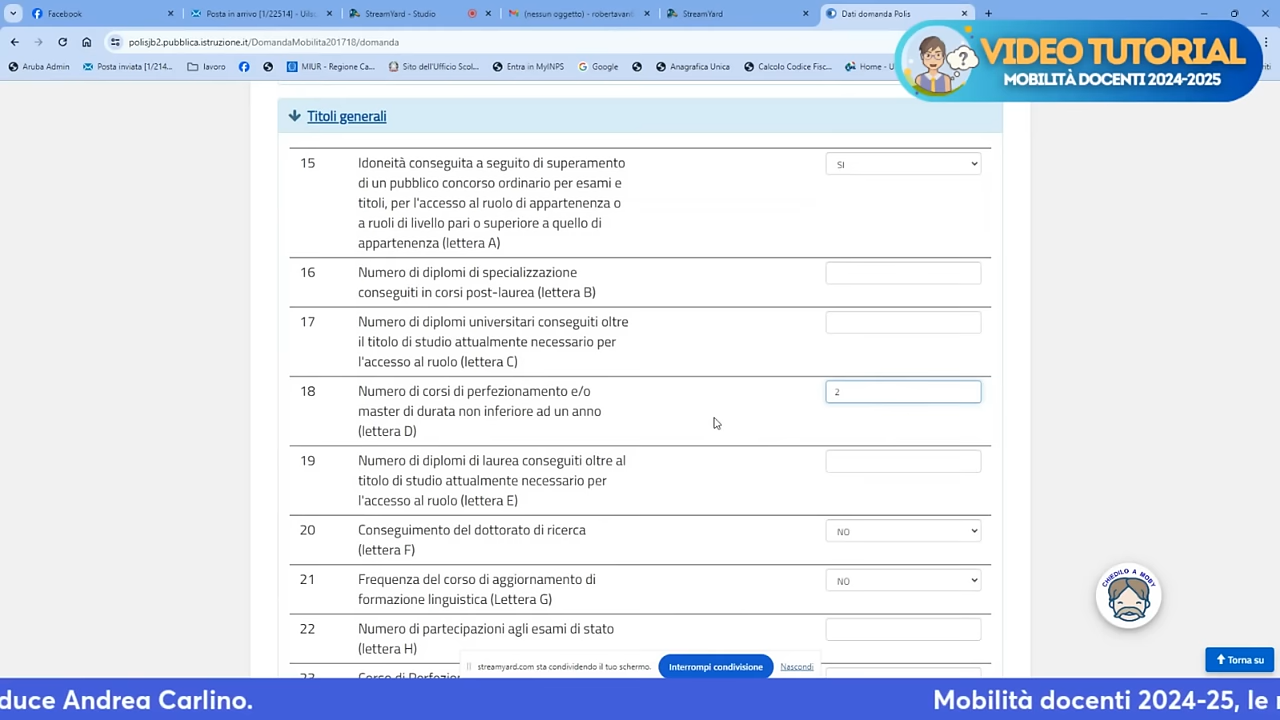 Facebook
Posta in arrivo [1/22514] - Uils
StreamYard - Studio
(nessun oggetto) - robertavan
StreamYard
Dati domanda Polis
polisjb2.pubblica.istruzione.it/DomandaMobilita201718/domanda
Aruba Admin
Posta inviata [1/214...
lavoro
MIUR - Regione Ca...
Sito dell'Ufficio Scol...
Entra in MyINPS
Google
Anagrafica Unica
Calcolo Codice Fisc...
Home - U
VIDEO TUTORIAL
MOBILITÀ DOCENTI 2024-2025
Titoli generali
15 Idoneità conseguita a seguito di superamento SI
di un pubblico concorso ordinario per esami e
titoli, per l'accesso al ruolo di appartenenza o
a ruoli di livello pari o superiore a quello di
appartenenza (lettera A)
16 Numero di diplomi di specializzazione
conseguiti in corsi post-laurea (lettera B)
17 Numero di diplomi universitari conseguiti oltre
il titolo di studio attualmente necessario per
l'accesso al ruolo (lettera C)
18 Numero di corsi di perfezionamento e/o 2
master di durata non inferiore ad un anno
(lettera D)
19 Numero di diplomi di laurea conseguiti oltre al
titolo di studio attualmente necessario per
l'accesso al ruolo (lettera E)
20 Conseguimento del dottorato di ricerca NO
(lettera F)
21 Frequenza del corso di aggiornamento di NO
formazione linguistica (Lettera G)
22 Numero di partecipazioni agli esami di stato
(lettera H)
CHIEDILO A MOBY
streamyard.com sta condividendo il tuo schermo.
Interrompi condivisione
Nascondi
Torna su
duce Andrea Carlino.
Mobilità docenti 2024-25, le